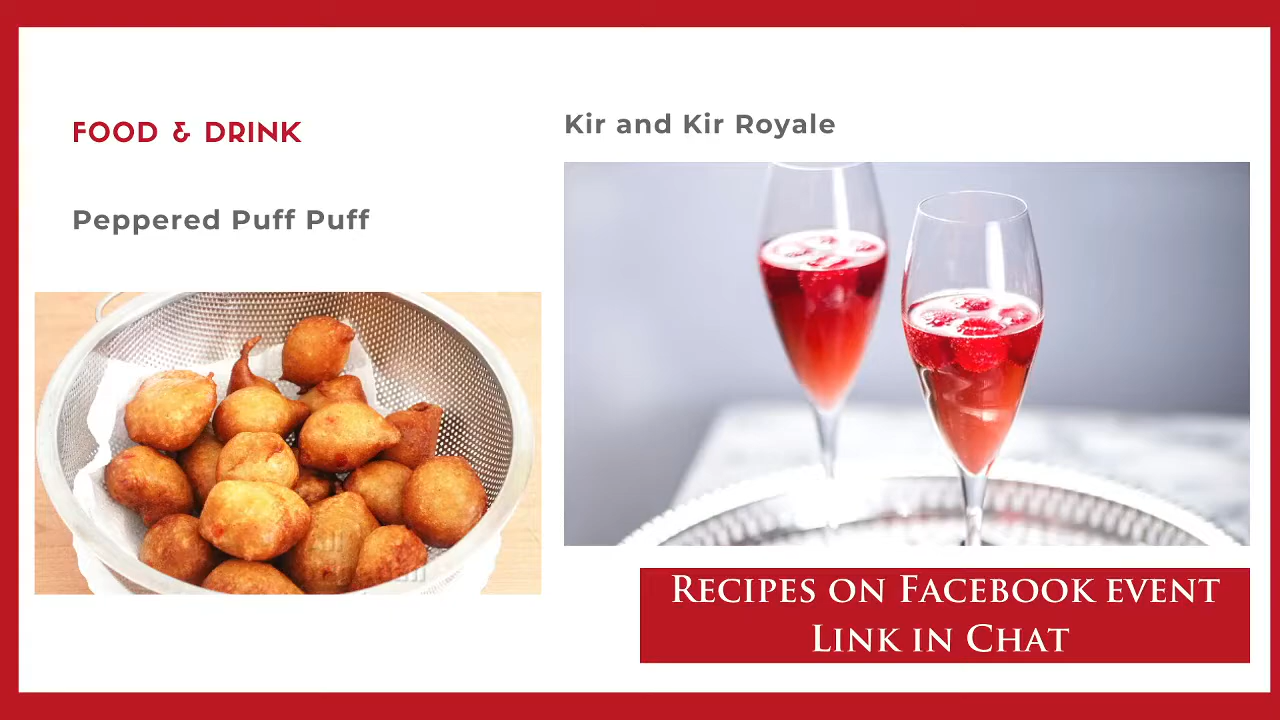 FOOD & DRINK
Peppered Puff Puff
Kir and Kir Royale
Recipes on Facebook event
Link in Chat